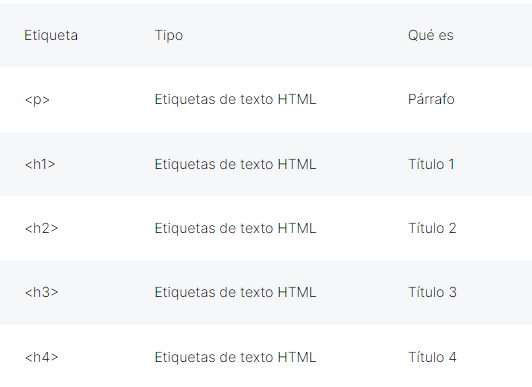 Etiqueta Tipo Qué es
<p> Etiquetas de texto HTML Párrafo
<h1> Etiquetas de texto HTML Título 1
<h2> Etiquetas de texto HTML Título 2
<h3> Etiquetas de texto HTML Título 3
<h4> Etiquetas de texto HTML Título 4